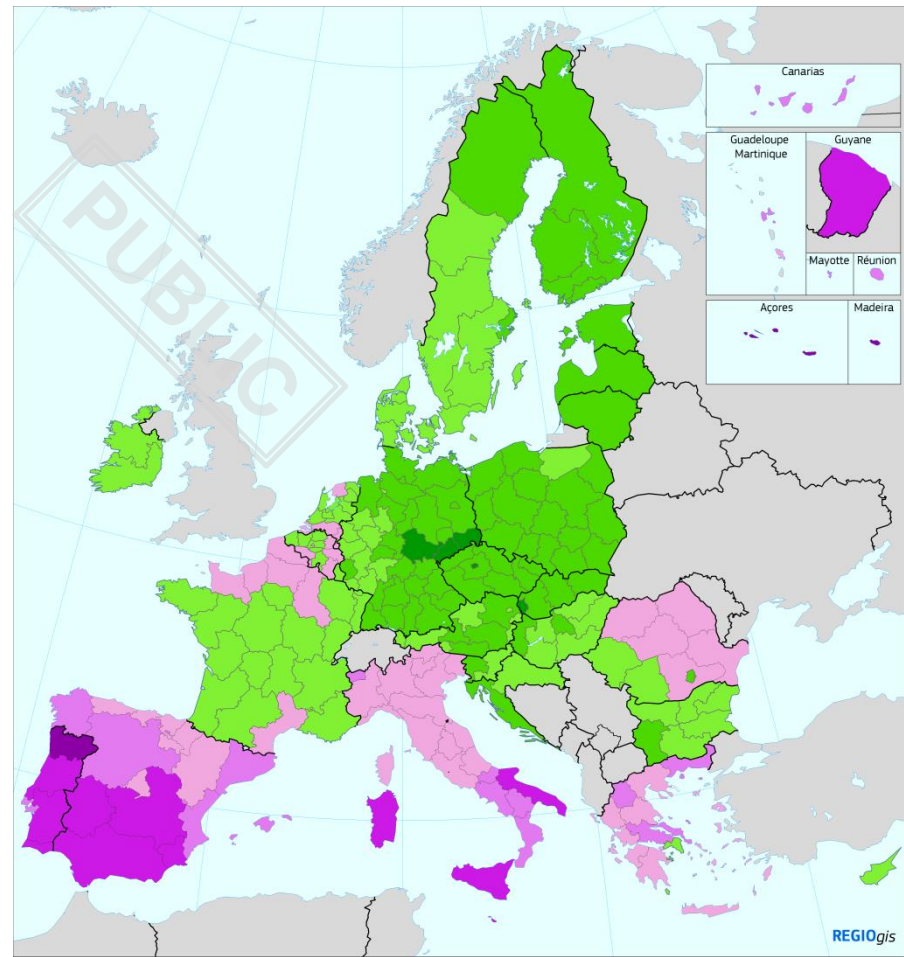 PUBLIC
Canarias
Guadeloupe
Martinique
Guyane
Mayotte
Réunion
Açores
Madeira
REGIOgis